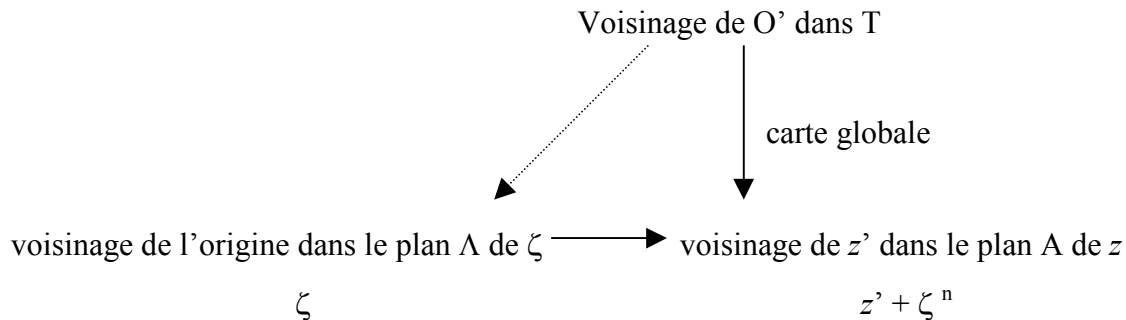 Voisinage de O’ dans T
carte globale
voisinage de l’origine dans le plan Λ de ζ voisinage de z’ dans le plan A de z
ζ z’ + ζ ⁿ